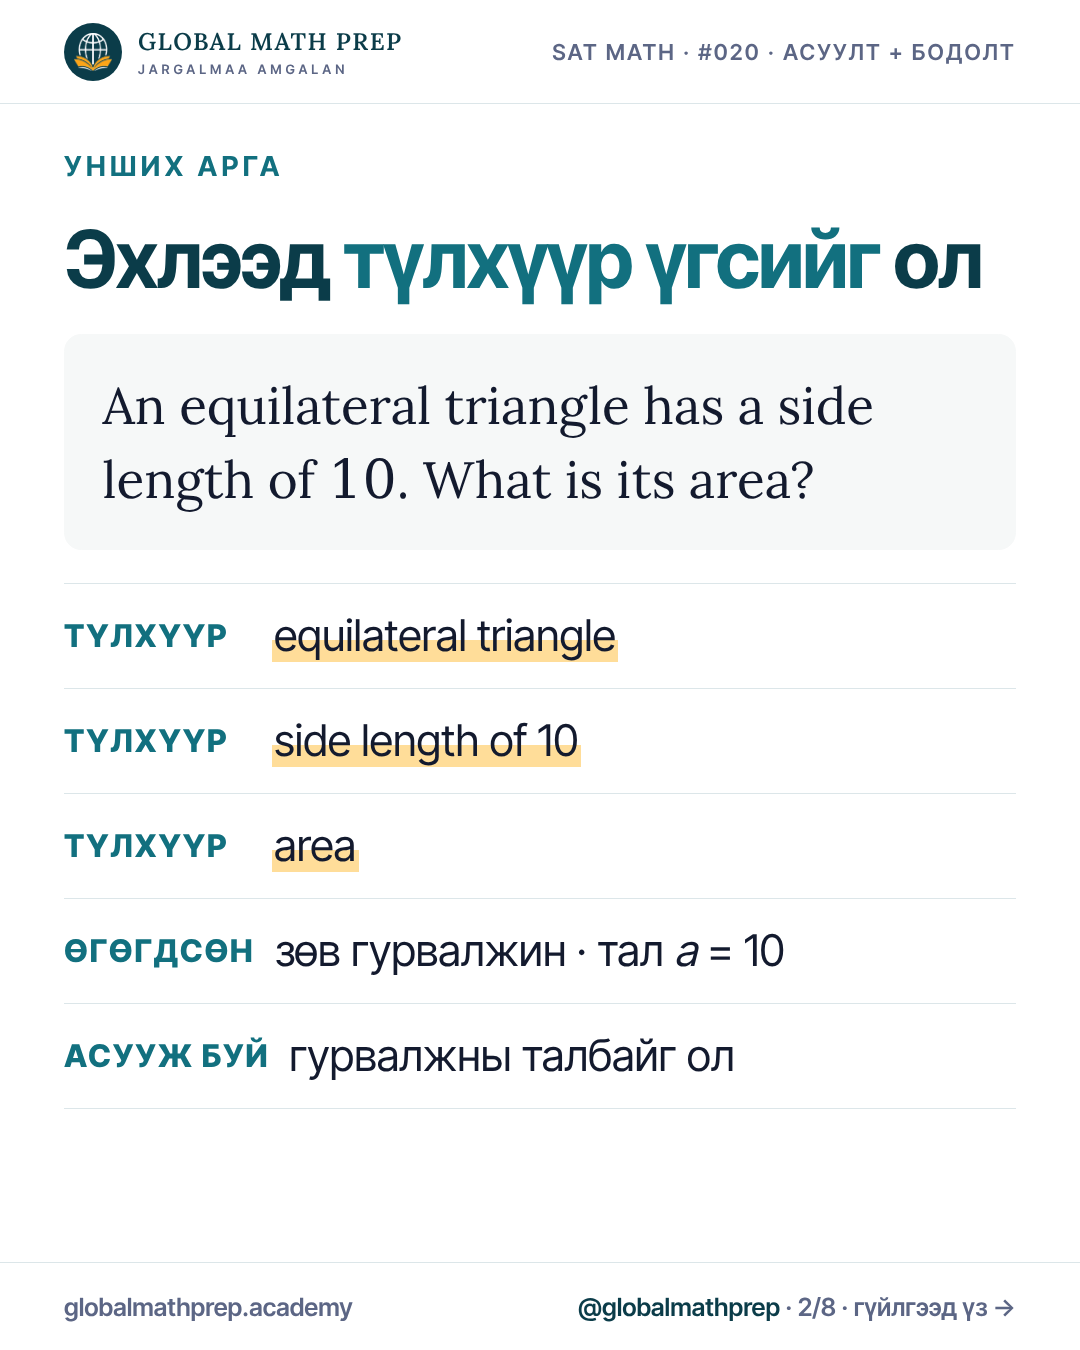 GLOBAL MATH PREP
JARGALMAA AMGALAN
SAT MATH · #020 · АСУУЛТ + БОДОЛТ
УНШИХ АРГА
Эхлээд түлхүүр үгсийг ол
An equilateral triangle has a side
length of 10. What is its area?
ТҮЛХҮҮР equilateral triangle
ТҮЛХҮҮР side length of 10
ТҮЛХҮҮР area
ӨГӨГДСӨН зөв гурвалжин · тал a = 10
АСУУЖ БУЙ гурвалжны талбайг ол
globalmathprep.academy
@globalmathprep · 2/8 · гүйлгээд үз →